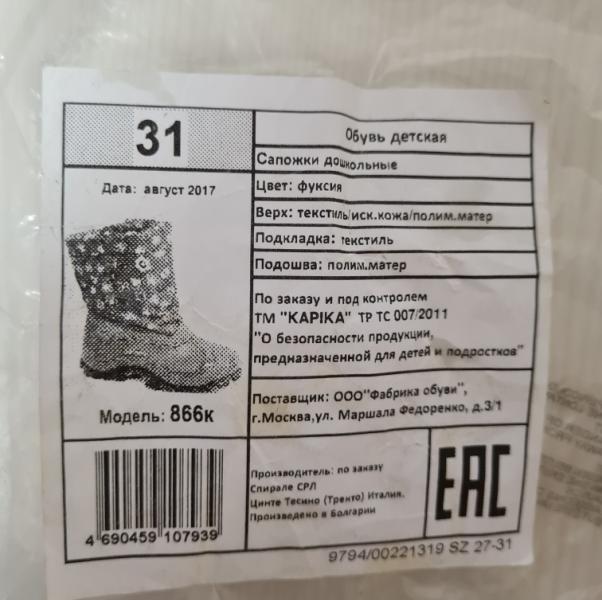 31
Дата: август 2017
Модель: 866к
4 690459 107939
Обувь детская
Сапожки дошкольные
Цвет: фуксия
Верх: текстиль/иск.кожа/полим.матер
Подкладка: текстиль
Подошва: полим.матер
По заказу и под контролем
ТМ "KAPIKA" ТР ТС 007/2011
"О безопасности продукции,
предназначенной для детей и подростков"
Поставщик: ООО"Фабрика обуви",
г.Москва,ул. Маршала Федоренко, д.3/1
Производитель: по заказу
Спирале СРЛ
Цинте Тесино (Тренто) Италия.
Произведено в Болгарии
EAC
9794/00221319 SZ 27-31